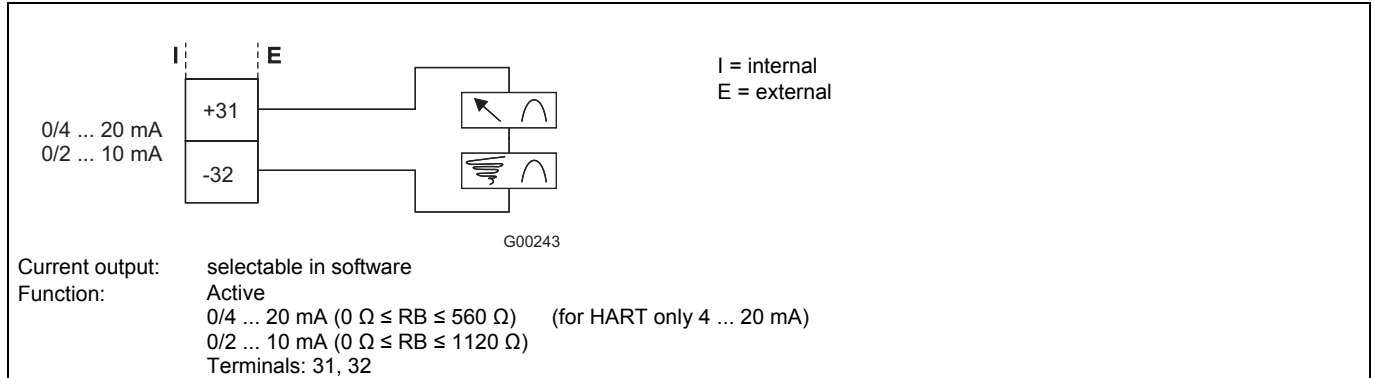 I E
+31
-32
0/4 ... 20 mA
0/2 ... 10 mA
I = internal
E = external
G00243
Current output: selectable in software
Function: Active
0/4 ... 20 mA (0 Ω ≤ RB ≤ 560 Ω) (for HART only 4 ... 20 mA)
0/2 ... 10 mA (0 Ω ≤ RB ≤ 1120 Ω)
Terminals: 31, 32